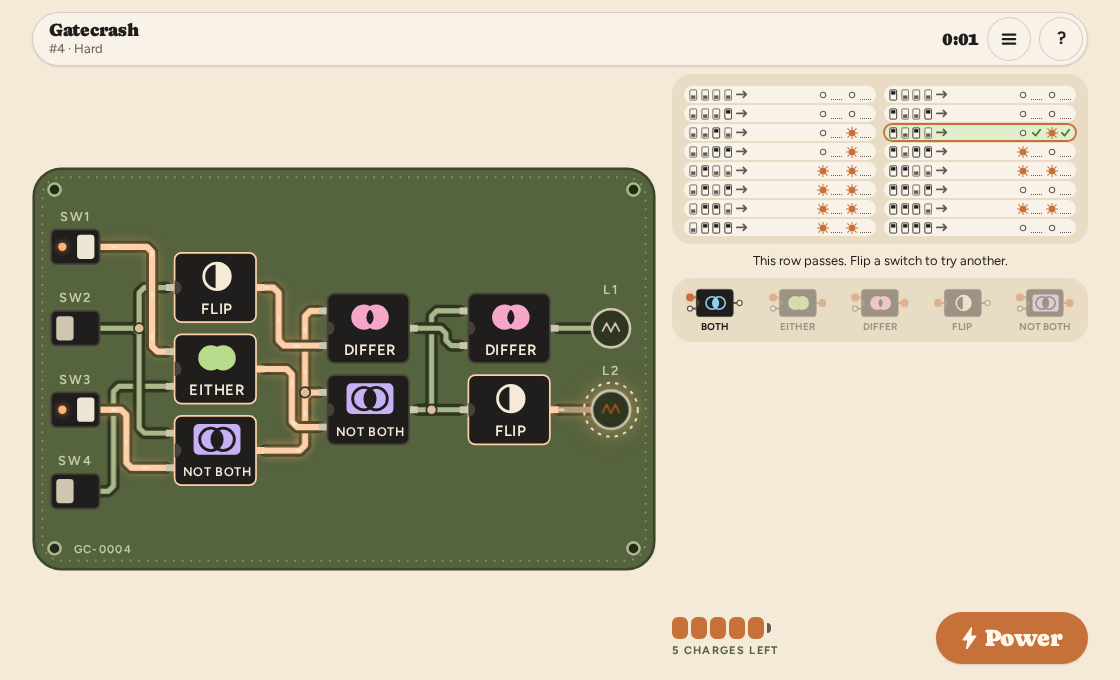 Gatecrash
#4 · Hard
0:01
?
This row passes. Flip a switch to try another.
BOTH
EITHER
DIFFER
FLIP
NOT BOTH
SW1
SW2
SW3
SW4
FLIP
EITHER
NOT BOTH
DIFFER
NOT BOTH
DIFFER
FLIP
L1
L2
GC-0004
5 CHARGES LEFT
Power